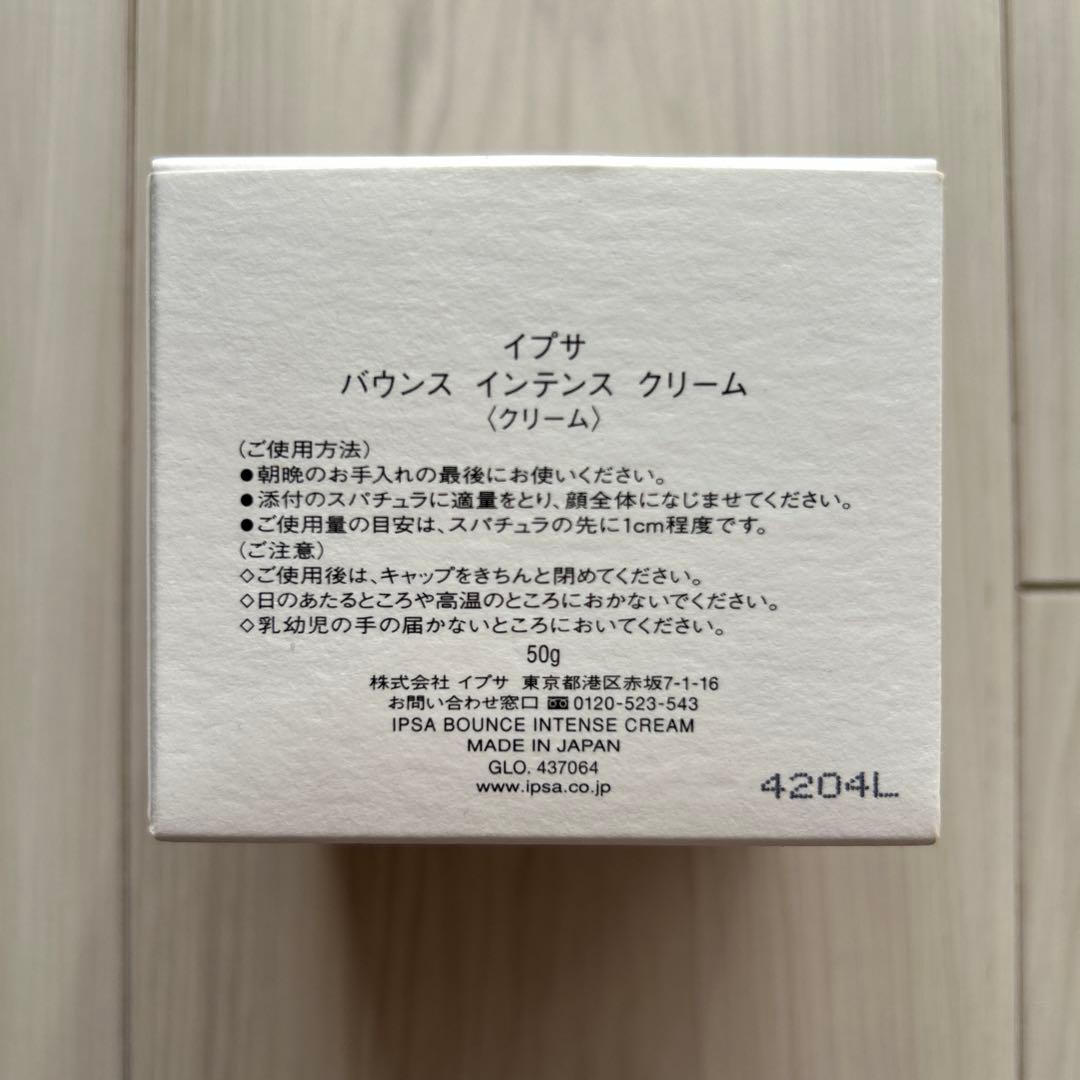 イプサ
バウンス インテンス クリーム
〈クリーム〉
(ご使用方法)
●朝晩のお手入れの最後にお使いください。
●添付のスパチュラに適量をとり、顔全体になじませてください。
●ご使用量の目安は、スパチュラの先に1cm程度です。
(ご注意)
◇ご使用後は、キャップをきちんと閉めてください。
◇日のあたるところや高温のところにおかないでください。
◇乳幼児の手の届かないところにおいてください。
50g
株式会社 イプサ 東京都港区赤坂7-1-16
お問い合わせ窓口 0120-523-543
IPSA BOUNCE INTENSE CREAM
MADE IN JAPAN
GLO. 437064
www.ipsa.co.jp
4204L